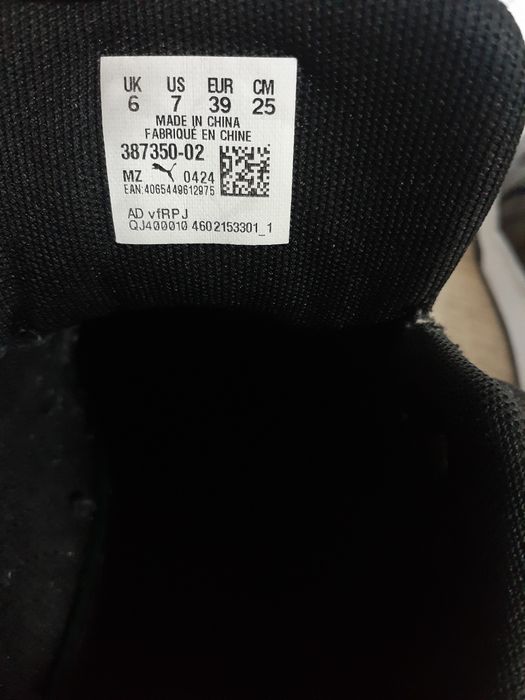 UK US EUR CM
6 7 39 25
MADE IN CHINA
FABRIQUÉ EN CHINE
387350-02
MZ 0424
EAN:4065449612975
AD vfRPJ
QJ400010 4602153301_1